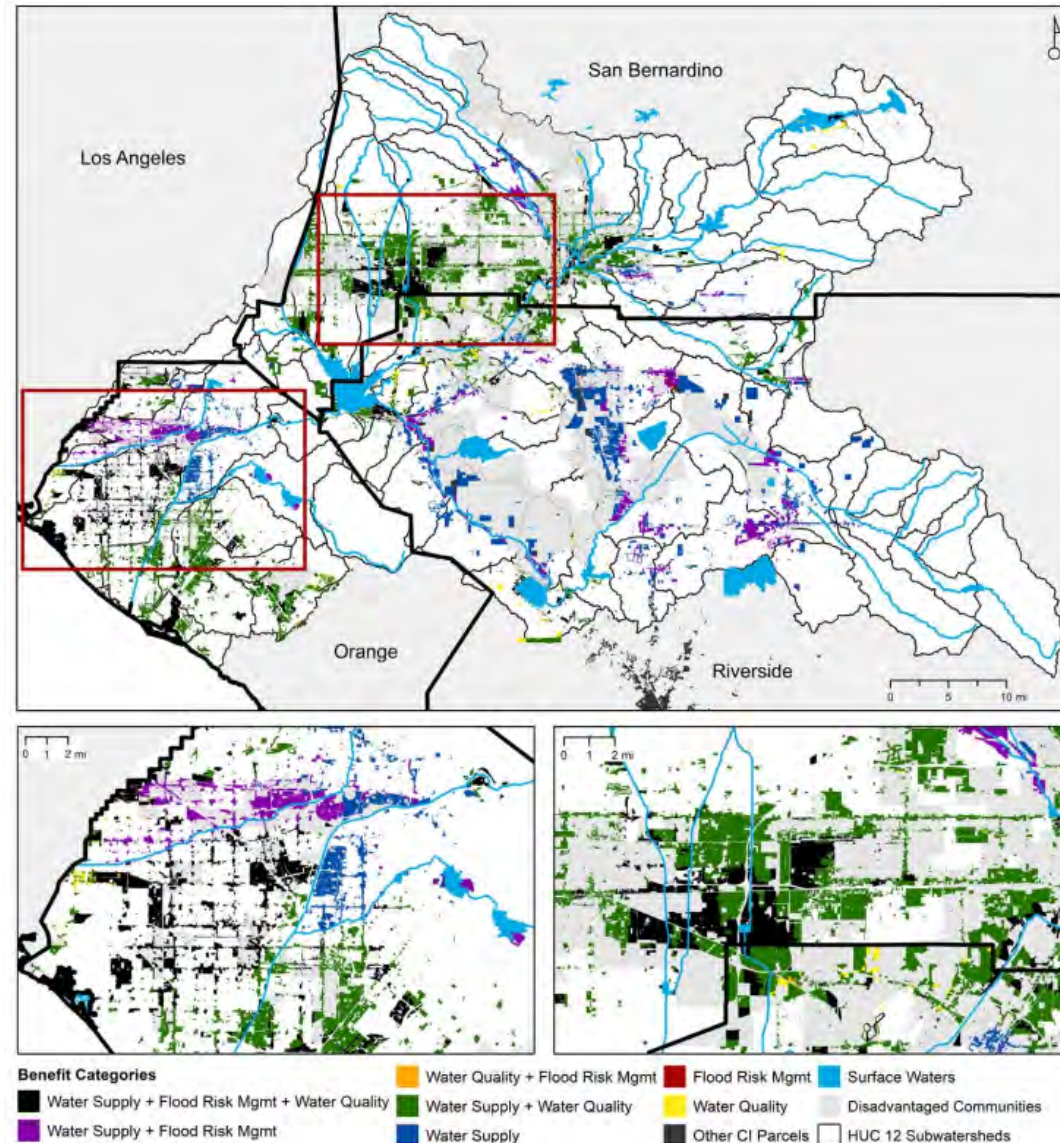 San Bernardino
Los Angeles
Orange
Riverside
0 5 10 mi
0 1 2 mi
0 1 2 mi
Benefit Categories
Water Supply + Flood Risk Mgmt + Water Quality
Water Supply + Flood Risk Mgmt
Water Quality + Flood Risk Mgmt
Water Supply + Water Quality
Water Supply
Flood Risk Mgmt
Water Quality
Other CI Parcels
Surface Waters
Disadvantaged Communities
HUC 12 Subwatersheds